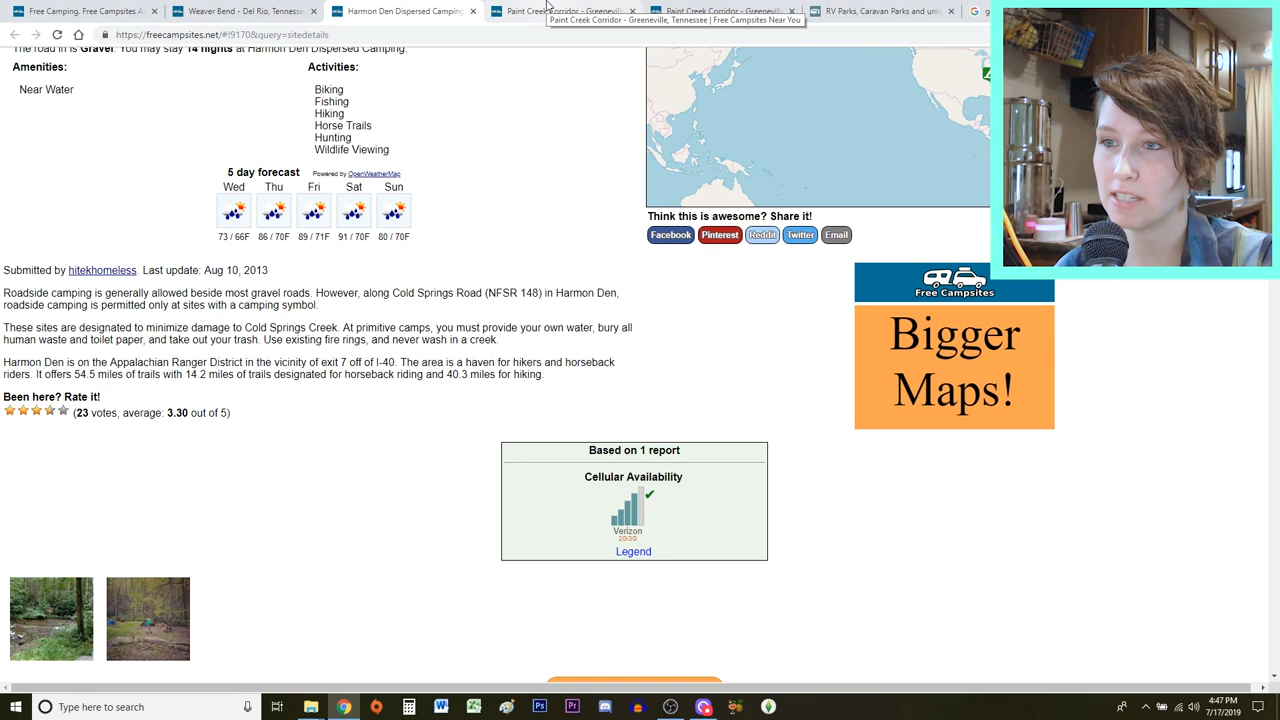 Free Camping. Free Campsites A
Weaver Bend - Del Rio, Tennesse
Harmon Den Dispersed Camping
Paint Creek Corridor - Greenevill
Paint Creek Corridor - Greenevill
RV Parks, Caravan Parks and uniq
Paint Creek Corridor - Greeneville, Tennessee | Free Campsites Near You
https://freecampsites.net/#!9170&query=sitedetails
The road in is Gravel. You may stay 14 nights at Harmon Den Dispersed Camping.
Amenities:
Near Water
Activities:
Biking
Fishing
Hiking
Horse Trails
Hunting
Wildlife Viewing
5 day forecast Powered by OpenWeatherMap
Wed Thu Fri Sat Sun
73 / 66F 86 / 70F 89 / 71F 91 / 70F 80 / 70F
Think this is awesome? Share it!
Facebook Pinterest Reddit Twitter Email
Submitted by hitekhomeless. Last update: Aug 10, 2013
Roadside camping is generally allowed beside most gravel roads. However, along Cold Springs Road (NFSR 148) in Harmon Den,
roadside camping is permitted only at sites with a camping symbol.
These sites are designated to minimize damage to Cold Springs Creek. At primitive camps, you must provide your own water, bury all
human waste and toilet paper, and take out your trash. Use existing fire rings, and never wash in a creek.
Harmon Den is on the Appalachian Ranger District in the vicinity of exit 7 off of I-40. The area is a haven for hikers and horseback
riders. It offers 54.5 miles of trails with 14.2 miles of trails designated for horseback riding and 40.3 miles for hiking.
Been here? Rate it!
(23 votes, average: 3.30 out of 5)
Free Campsites
Bigger
Maps!
Based on 1 report
Cellular Availability
Verizon
2G/3G
Legend
Type here to search
4:47 PM
7/17/2019